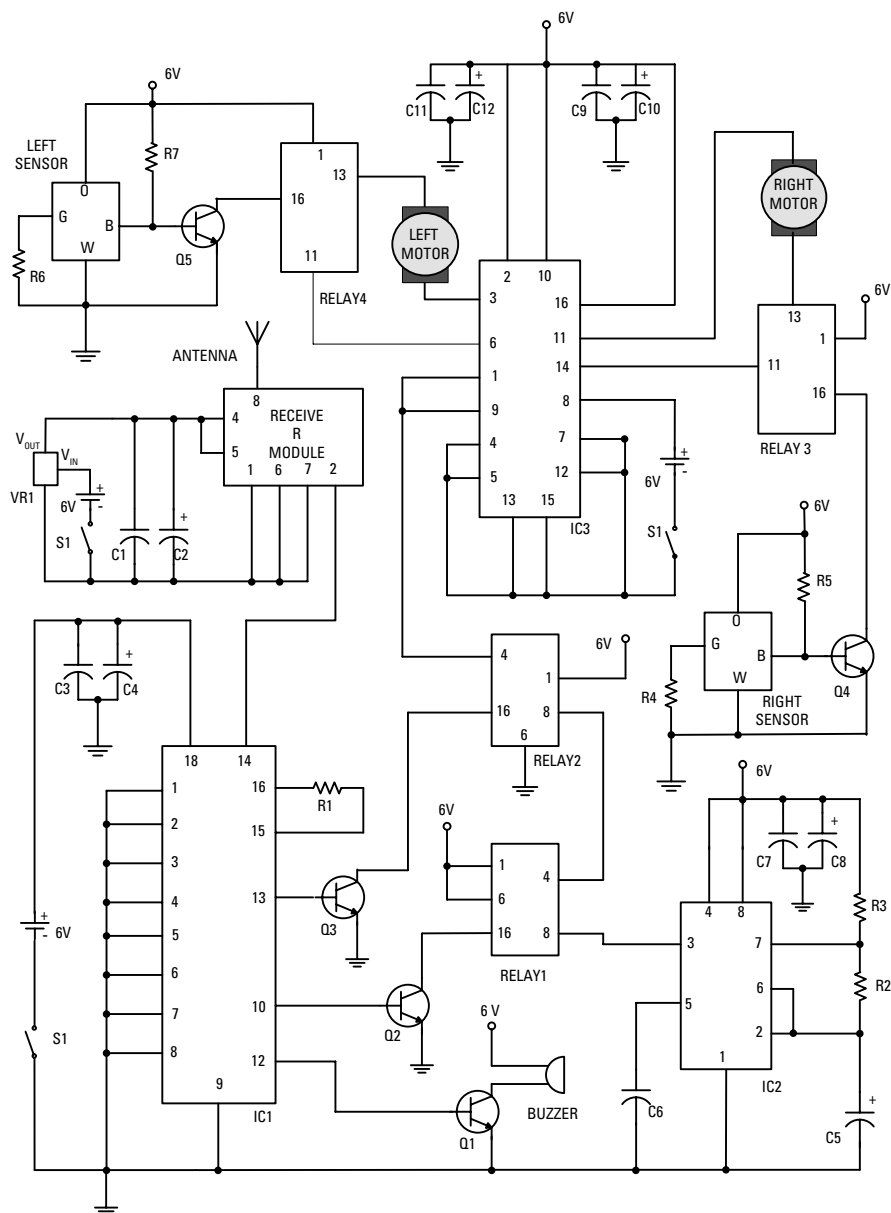 6V
C11
+
C12
C9
+
C10
6V
LEFT
SENSOR
R7
O
G
B
W
R6
Q5
1
13
16
11
RELAY4
LEFT
MOTOR
RIGHT
MOTOR
2
10
3
16
6
11
1
14
9
8
4
7
5
12
13
15
IC3
13
1
11
16
RELAY 3
6V
+
6V
-
S1
ANTENNA
8
4
RECEIVE
R
5
MODULE
1
6
7
2
VOUT
VIN
VR1
+
6V
-
S1
C1
+
C2
6V
R5
O
G
B
W
R4
Q4
RIGHT
SENSOR
C3
+
C4
4
1
16
8
6
RELAY2
6V
18
14
1
16
R1
2
15
3
4
13
5
6
10
7
12
8
9
IC1
Q3
6V
1
4
6
16
8
RELAY1
Q2
+
6V
-
S1
6 V
BUZZER
Q1
6V
C7
+
C8
R3
4
8
3
7
R2
6
5
2
1
IC2
C6
+
C5